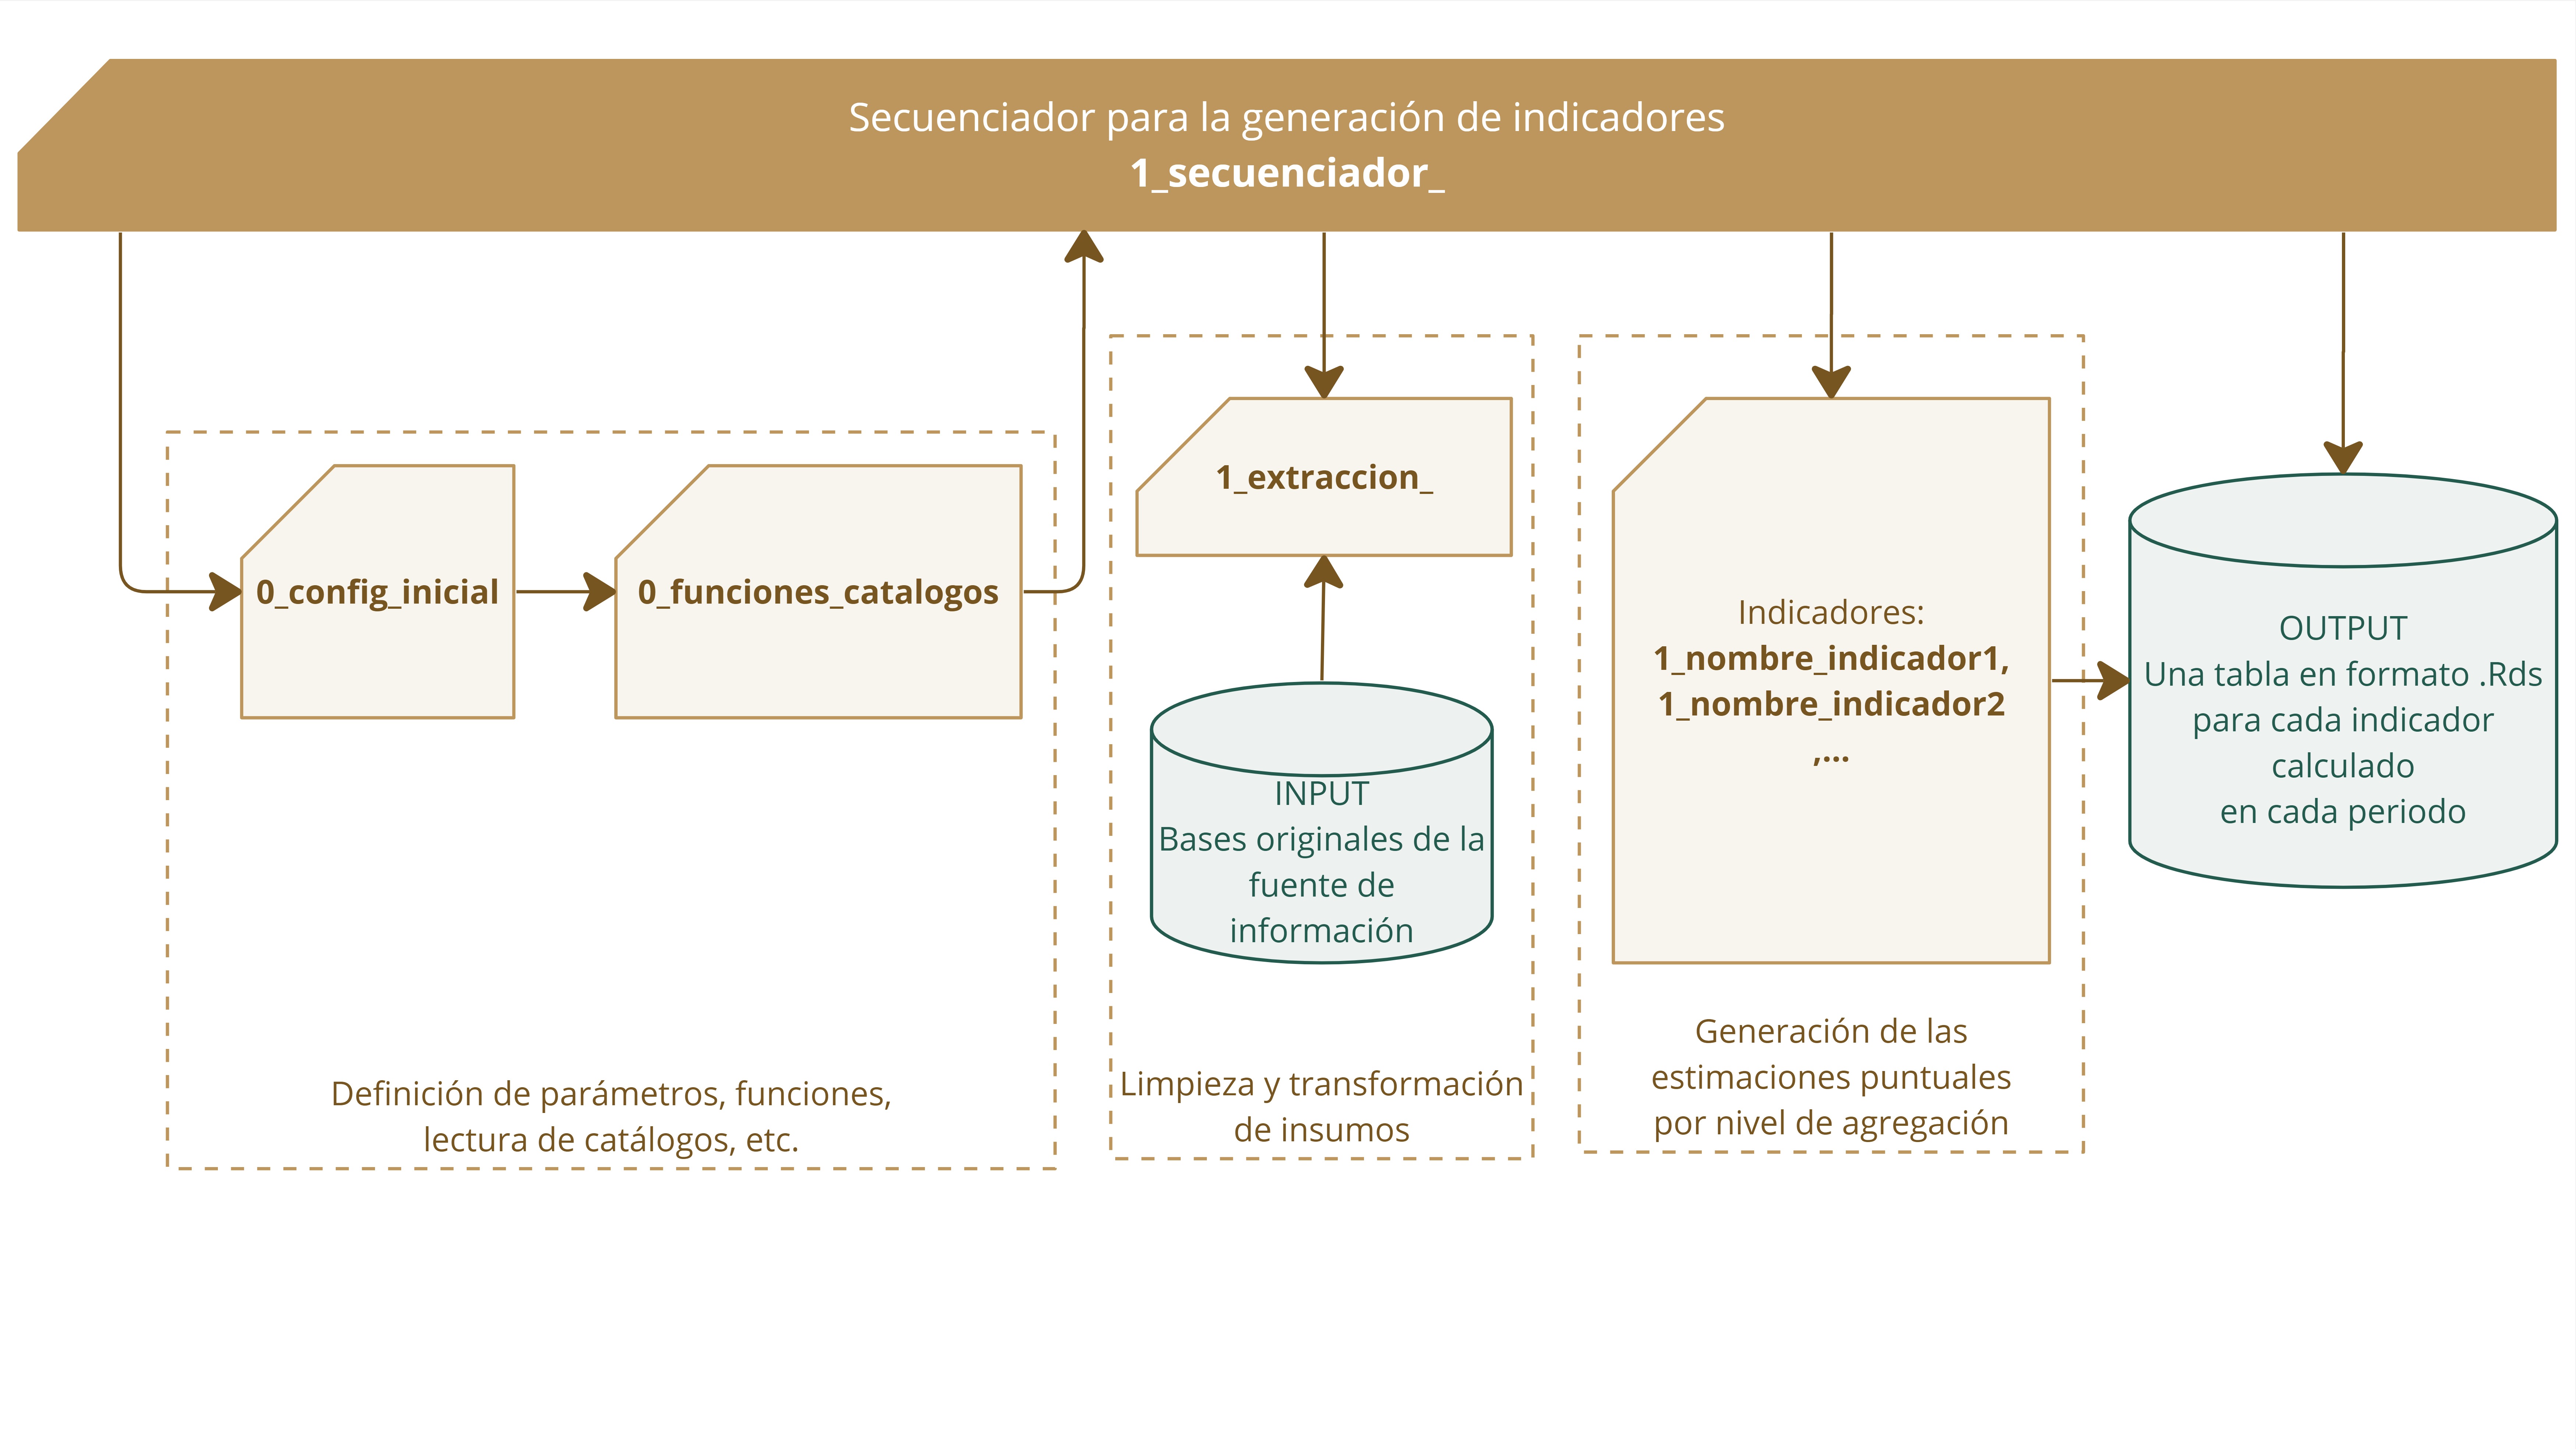 Secuenciador para la generación de indicadores
1_secuenciador_
0_config_inicial
0_funciones_catalogos
Definición de parámetros, funciones,
lectura de catálogos, etc.
1_extraccion_
INPUT
Bases originales de la
fuente de
información
Limpieza y transformación
de insumos
Indicadores:
1_nombre_indicador1,
1_nombre_indicador2
,...
Generación de las
estimaciones puntuales
por nivel de agregación
OUTPUT
Una tabla en formato .Rds
para cada indicador
calculado
en cada periodo